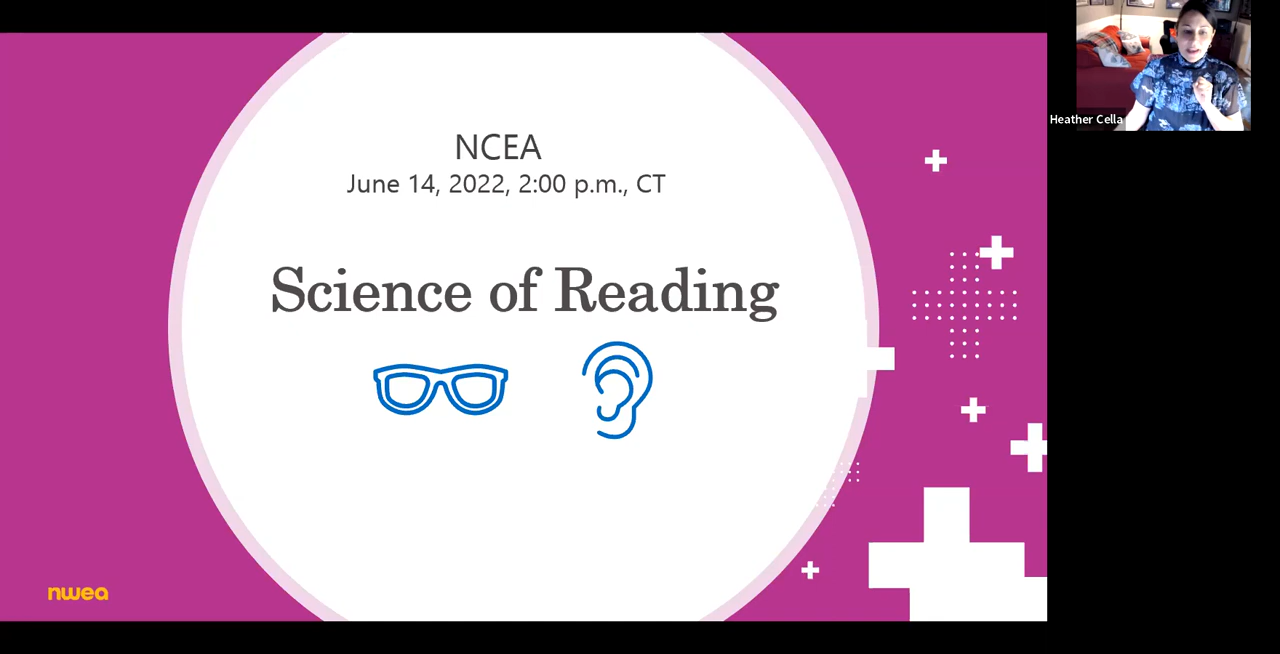 NCEA
June 14, 2022, 2:00 p.m., CT
Science of Reading
nwea
Heather Cella